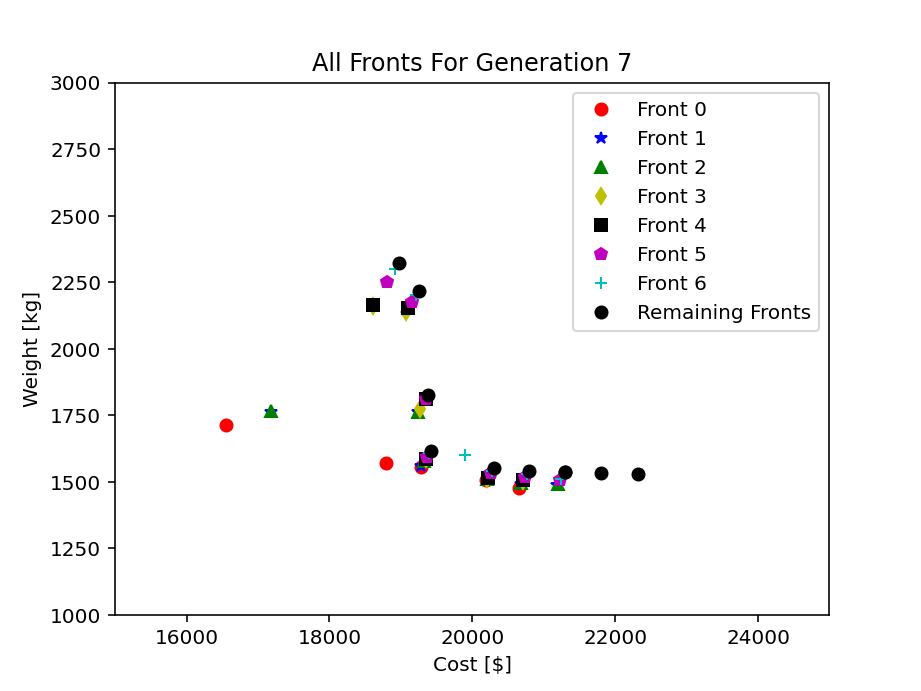 All Fronts For Generation 7
3000
2750
2500
2250
2000
1750
1500
1250
1000
Weight [kg]
Front 0
Front 1
Front 2
Front 3
Front 4
Front 5
Front 6
Remaining Fronts
16000 18000 20000 22000 24000
Cost [$]